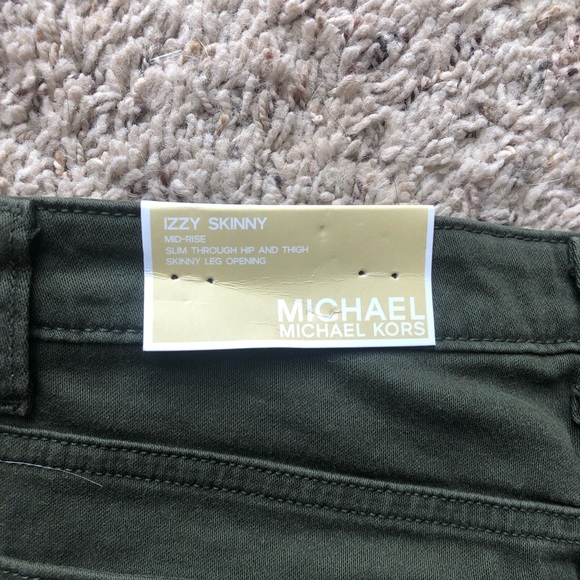 IZZY SKINNY
MID-RISE
SLIM THROUGH HIP AND THIGH
SKINNY LEG OPENING
MICHAEL
MICHAEL KORS